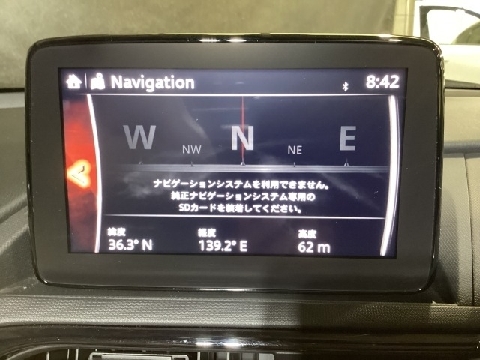 Navigation 8:42
W NW N NE E
ナビゲーションシステムを利用できません。
純正ナビゲーションシステム専用の
SDカードを装着してください。
緯度 経度 高度
36.3° N 139.2° E 62 m